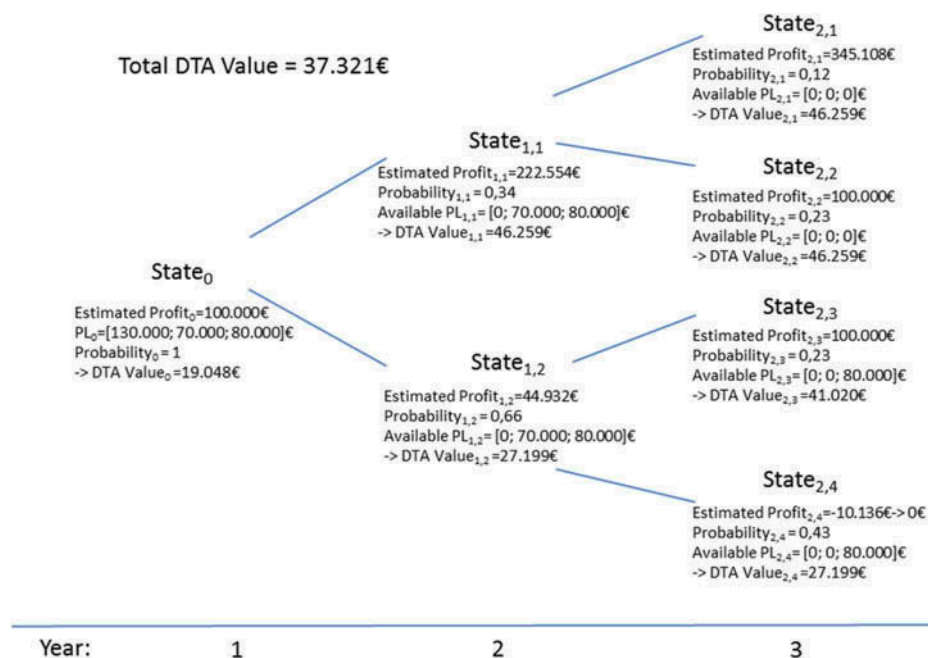 Total DTA Value = 37.321€
State0
Estimated Profit0=100.000€
PL0=[130.000; 70.000; 80.000]€
Probability0 = 1
-> DTA Value0 =19.048€
State1,1
Estimated Profit1,1=222.554€
Probability1,1 = 0,34
Available PL1,1= [0; 70.000; 80.000]€
-> DTA Value1,1 =46.259€
State1,2
Estimated Profit1,2=44.932€
Probability1,2 = 0,66
Available PL1,2= [0; 70.000; 80.000]€
-> DTA Value1,2 =27.199€
State2,1
Estimated Profit2,1=345.108€
Probability2,1 = 0,12
Available PL2,1= [0; 0; 0]€
-> DTA Value2,1 =46.259€
State2,2
Estimated Profit2,2=100.000€
Probability2,2 = 0,23
Available PL2,2= [0; 0; 0]€
-> DTA Value2,2 =46.259€
State2,3
Estimated Profit2,3=100.000€
Probability2,3 = 0,23
Available PL2,3= [0; 0; 80.000]€
-> DTA Value2,3 =41.020€
State2,4
Estimated Profit2,4=-10.136€-> 0€
Probability2,4 = 0,43
Available PL2,4= [0; 0; 80.000]€
-> DTA Value2,4 =27.199€
Year: 1 2 3